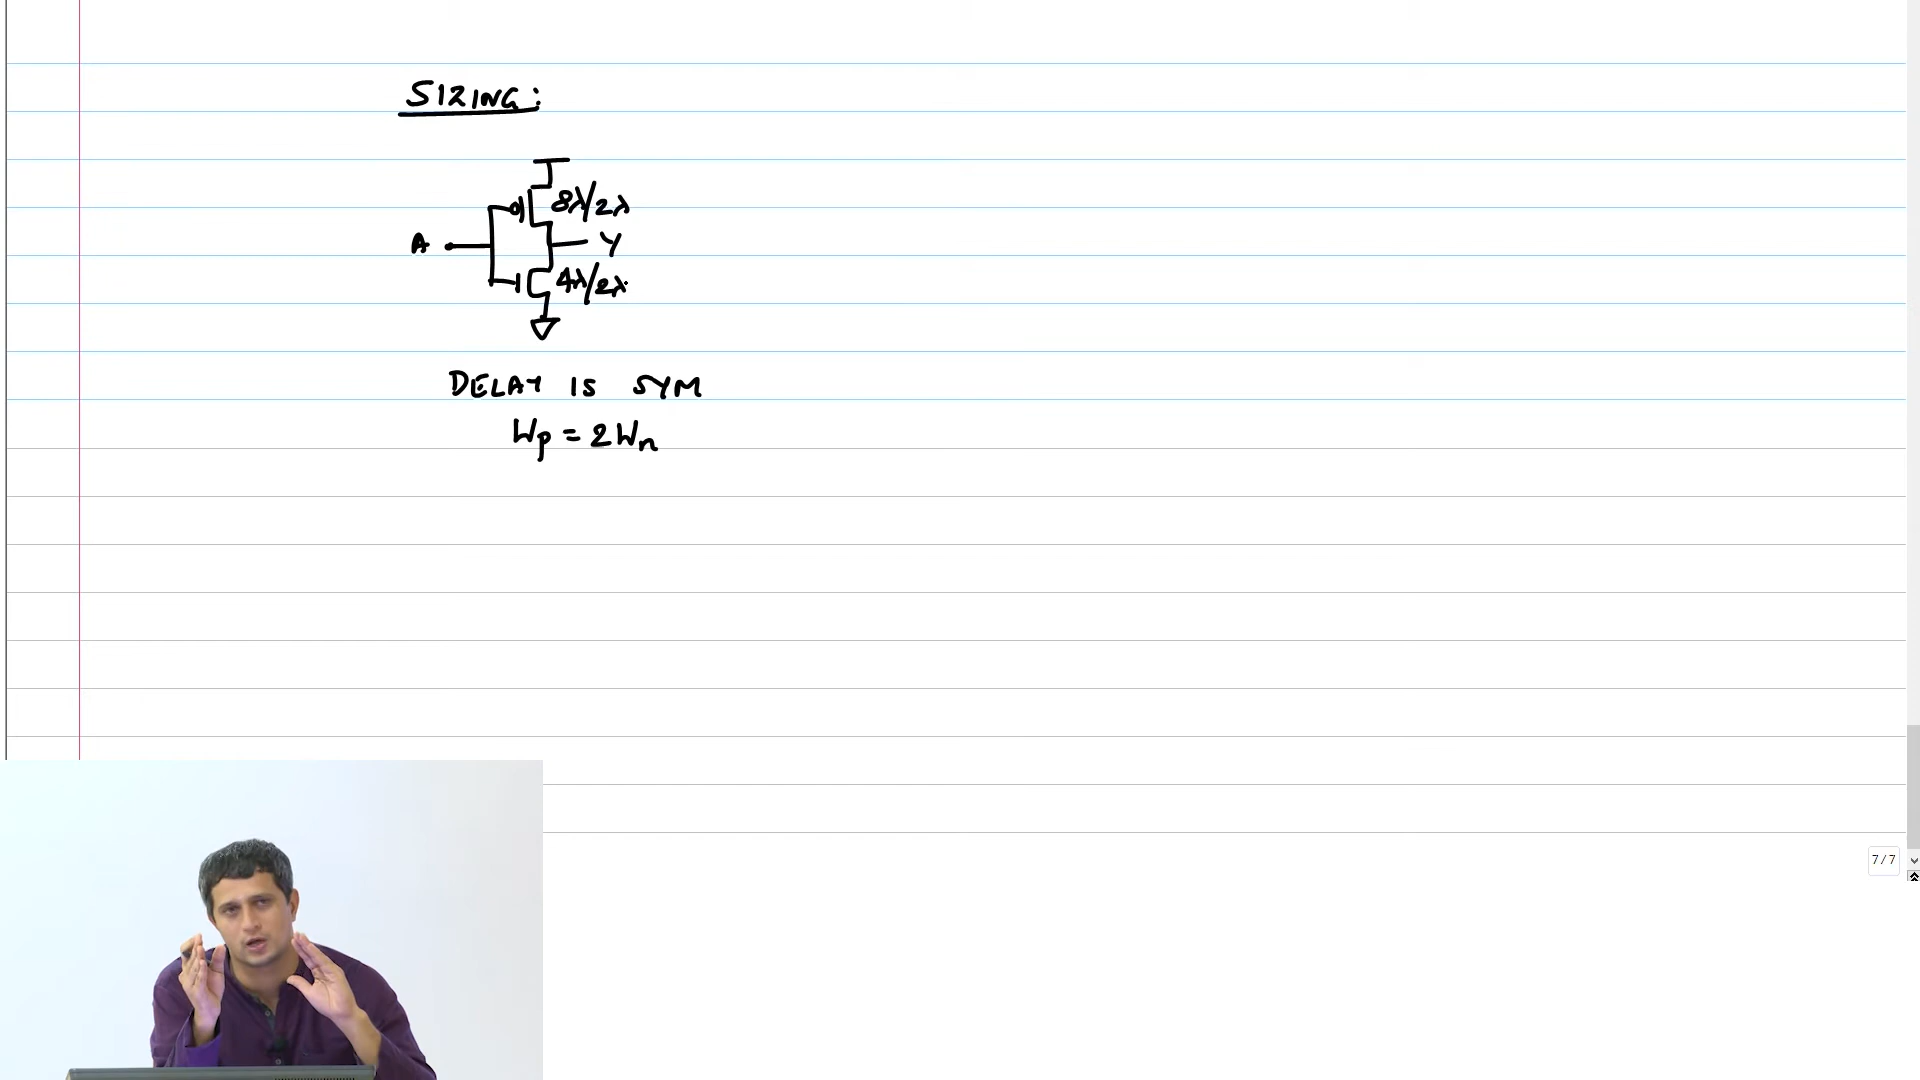 SIZING:
8λ/2λ
A
Y
4λ/2λ
DELAY IS SYM
Wp = 2Wn
7/7